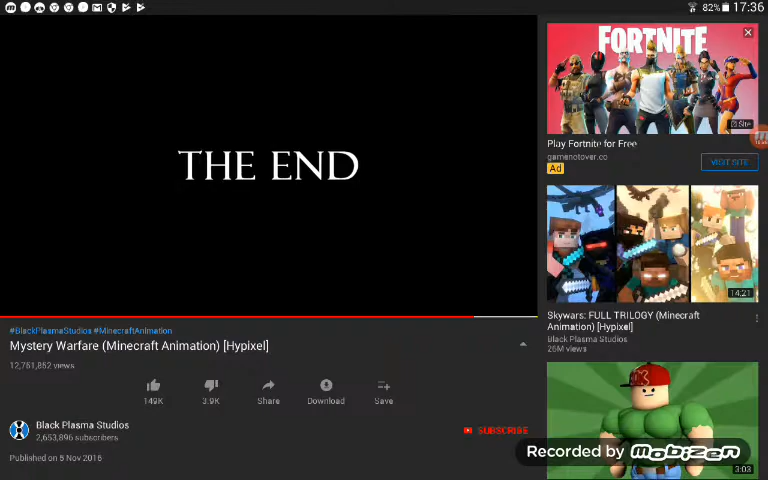 82% 17:36
THE END
#BlackPlasmaStudios #MinecraftAnimation
Mystery Warfare (Minecraft Animation) [Hypixel]
12,751,852 views
149K
3.9K
Share
Download
Save
Black Plasma Studios
2,653,896 subscribers
SUBSCRIBE
Published on 5 Nov 2016
FORTNITE
Site
Play Fortnite for Free
gamenotover.co
Ad
VISIT SITE
14:21
Skywars: FULL TRILOGY (Minecraft
Animation) [Hypixel]
Black Plasma Studios
26M views
3:03
Recorded by Mobizen